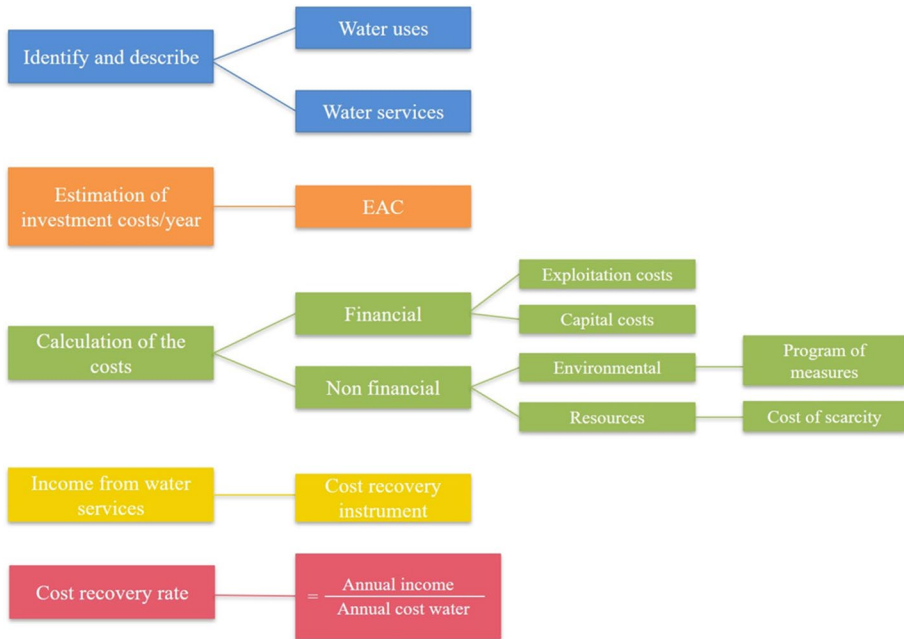 Water uses
Identify and describe
Water services
Estimation of
investment costs/year
EAC
Exploitation costs
Financial
Capital costs
Calculation of the
costs
Non financial
Environmental
Program of
measures
Resources
Cost of scarcity
Income from water
services
Cost recovery
instrument
Cost recovery rate
= Annual income
Annual cost water